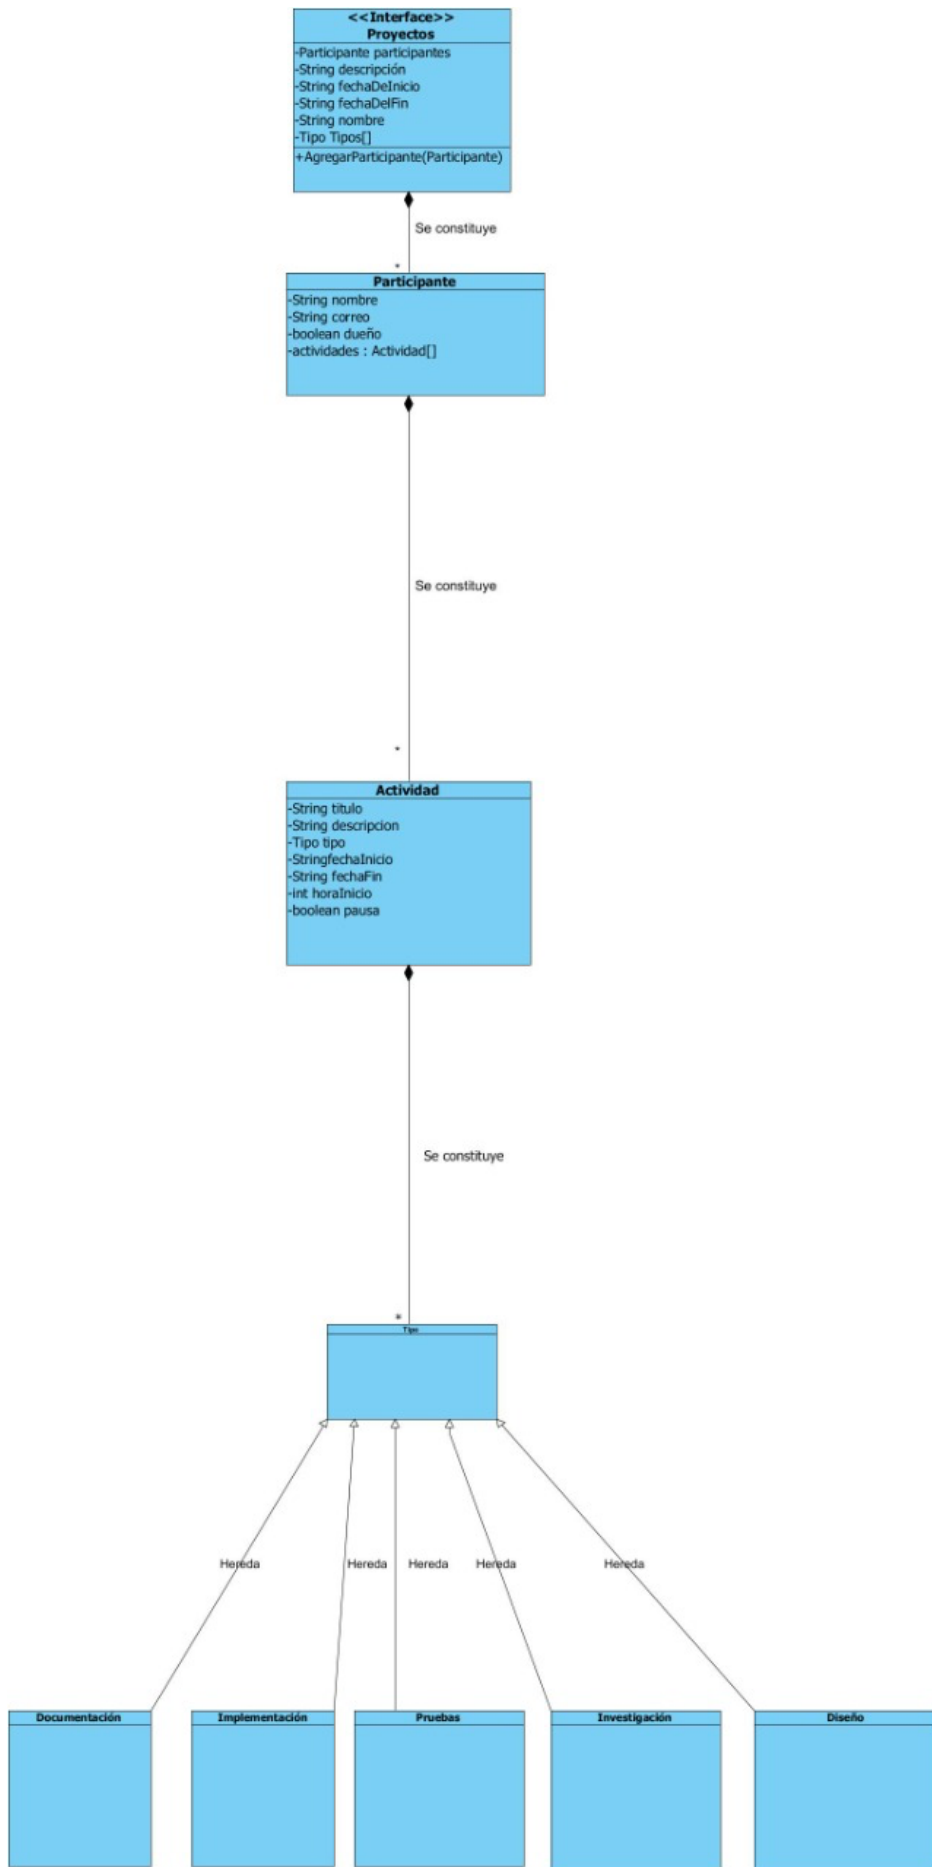 <<Interface>>
Proyectos
-Participante participantes
-String descripción
-String fechaDeInicio
-String fechaDelFin
-String nombre
-Tipo Tipos[]
+AgregarParticipante(Participante)
Se constituye
*
Participante
-String nombre
-String correo
-boolean dueño
-actividades : Actividad[]
Se constituye
*
Actividad
-String titulo
-String descripcion
-Tipo tipo
-StringfechaInicio
-String fechaFin
-int horaInicio
-boolean pausa
Se constituye
*
Tipo
Hereda Hereda Hereda Hereda Hereda
Documentación Implementación Pruebas Investigación Diseño